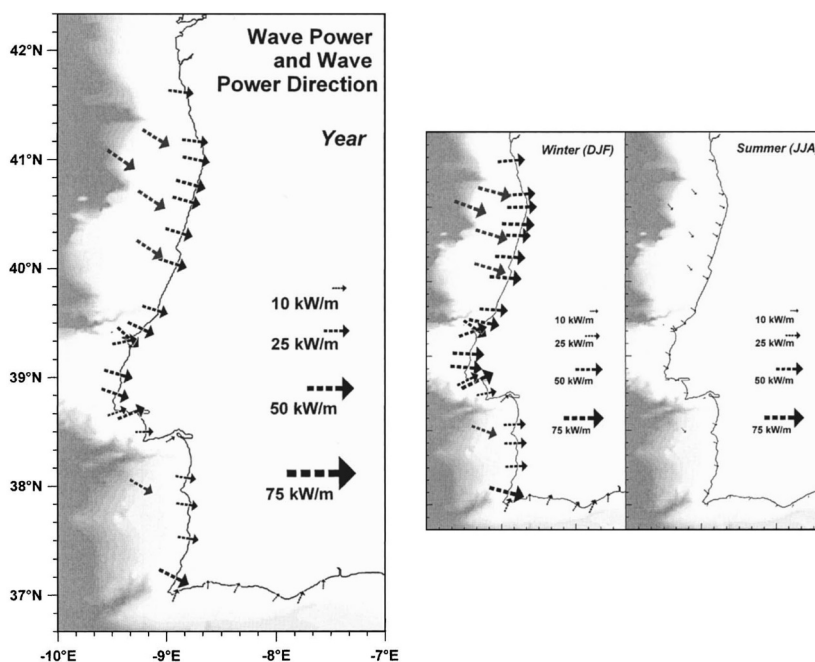 Wave Power
and Wave
Power Direction
Year
42°N
41°N
40°N
39°N
38°N
37°N
10 kW/m
25 kW/m
50 kW/m
75 kW/m
-10°E
-9°E
-8°E
-7°E
Winter (DJF)
10 kW/m
25 kW/m
50 kW/m
75 kW/m
Summer (JJA)
10 kW/m
25 kW/m
50 kW/m
75 kW/m